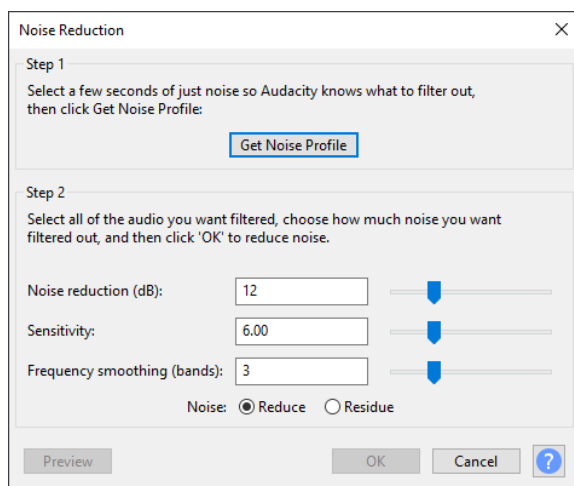 Noise Reduction
Step 1
Select a few seconds of just noise so Audacity knows what to filter out,
then click Get Noise Profile:
Get Noise Profile
Step 2
Select all of the audio you want filtered, choose how much noise you want
filtered out, and then click 'OK' to reduce noise.
Noise reduction (dB): 12
Sensitivity: 6.00
Frequency smoothing (bands): 3
Noise: Reduce Residue
Preview OK Cancel ?